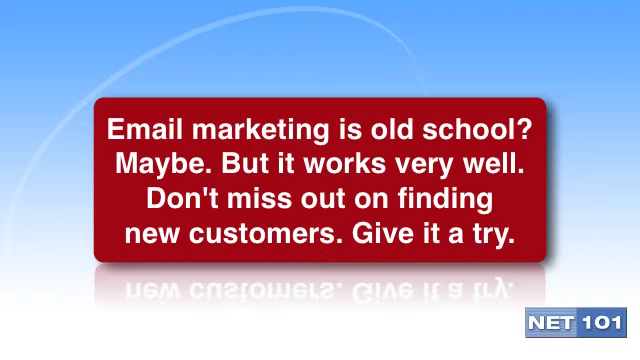 Email marketing is old school?
Maybe. But it works very well.
Don't miss out on finding
new customers. Give it a try.
NET 101